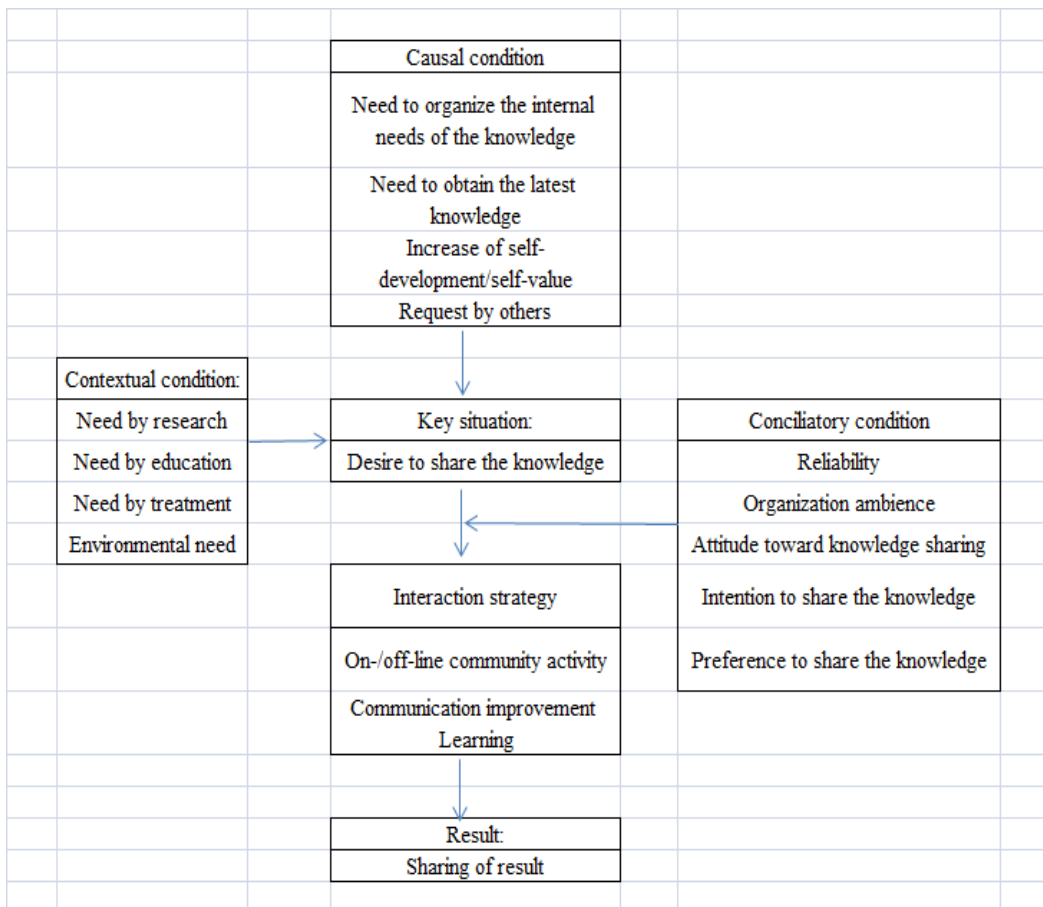 Causal condition
Need to organize the internal
needs of the knowledge
Need to obtain the latest
knowledge
Increase of self-
development/self-value
Request by others
Contextual condition:
Need by research
Need by education
Need by treatment
Environmental need
Key situation:
Desire to share the knowledge
Conciliatory condition
Reliability
Organization ambience
Attitude toward knowledge sharing
Intention to share the knowledge
Preference to share the knowledge
Interaction strategy
On-/off-line community activity
Communication improvement
Learning
Result:
Sharing of result